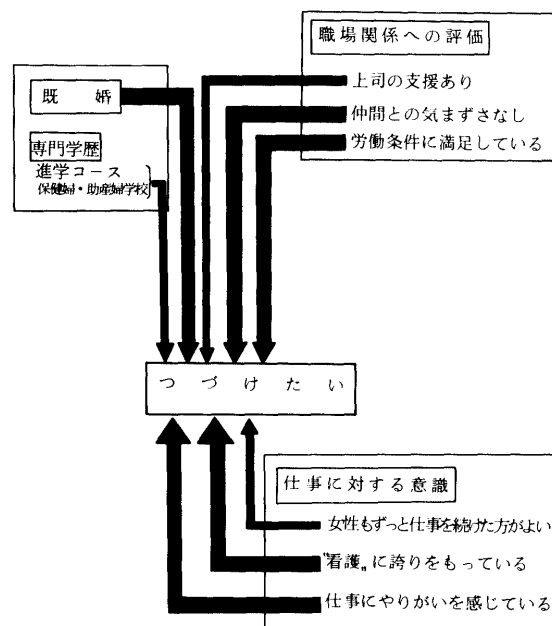 職場関係への評価
上司の支援あり
仲間との気まずさなし
労働条件に満足している
既婚
専門学歴
進学コース
保健婦・助産婦学校
つづけたい
仕事に対する意識
女性もずっと仕事を続けた方がよい
"看護"に誇りをもっている
仕事にやりがいを感じている